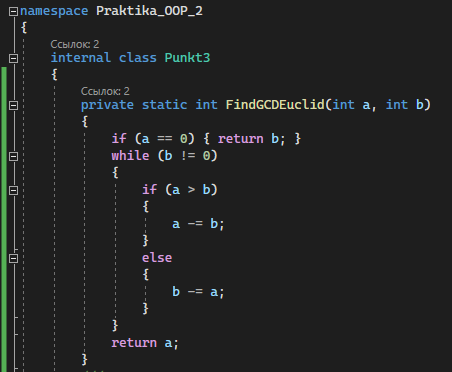 namespace Praktika_OOP_2
{
Ссылок: 2
internal class Punkt3
{
Ссылок: 2
private static int FindGCDEuclid(int a, int b)
{
if (a == 0) { return b; }
while (b != 0)
{
if (a > b)
{
a -= b;
}
else
{
b -= a;
}
}
return a;
}